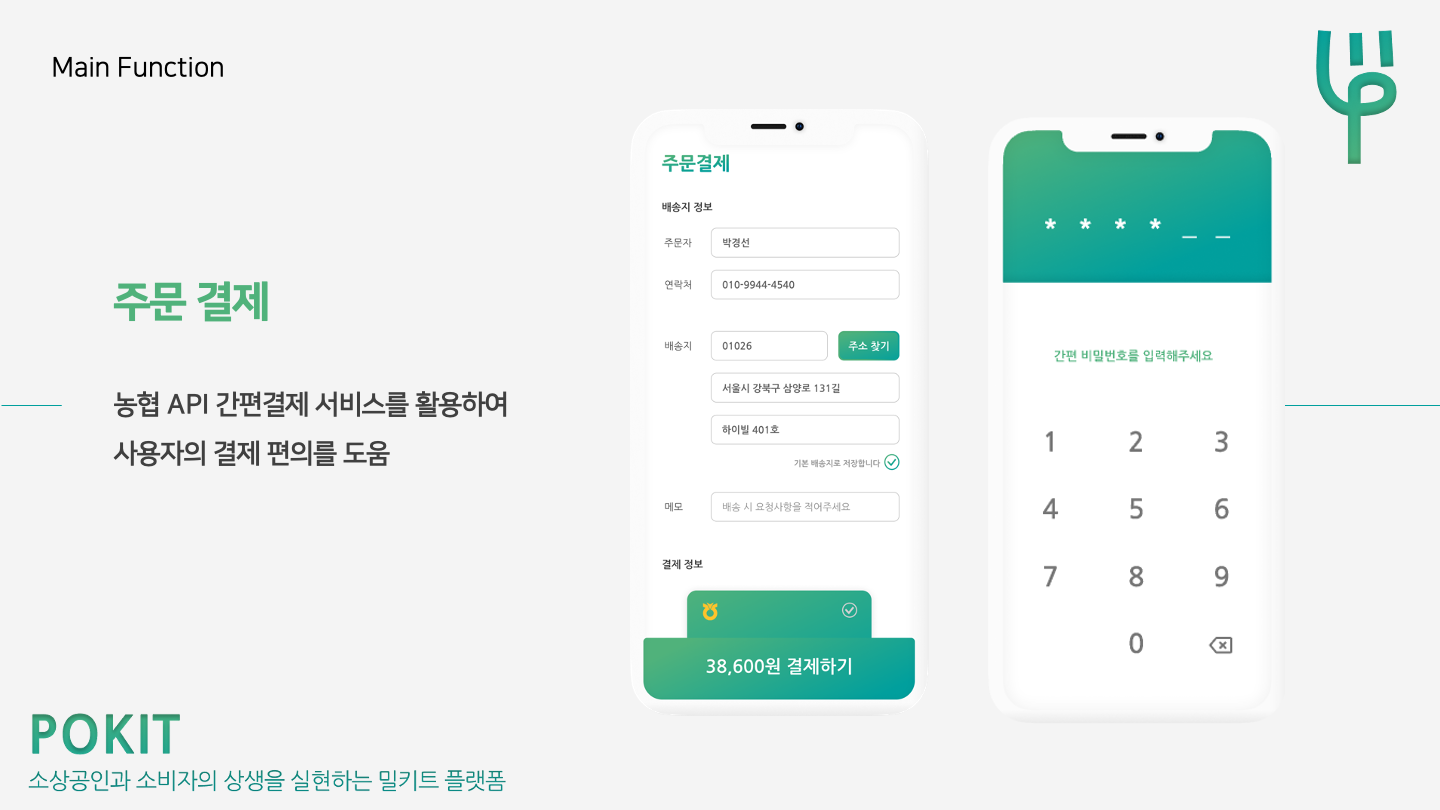 Main Function
주문 결제
농협 API 간편결제 서비스를 활용하여
사용자의 결제 편의를 도움
주문결제
배송지 정보
주문자 박경선
연락처 010-9944-4540
배송지 01026 주소 찾기
서울시 강북구 삼양로 131길
하이빌 401호
기본 배송지로 저장합니다
메모 배송 시 요청사항을 적어주세요
결제 정보
38,600원 결제하기
* * * * _ _
간편 비밀번호를 입력해주세요
1 2 3
4 5 6
7 8 9
0
POKIT
소상공인과 소비자의 상생을 실현하는 밀키트 플랫폼